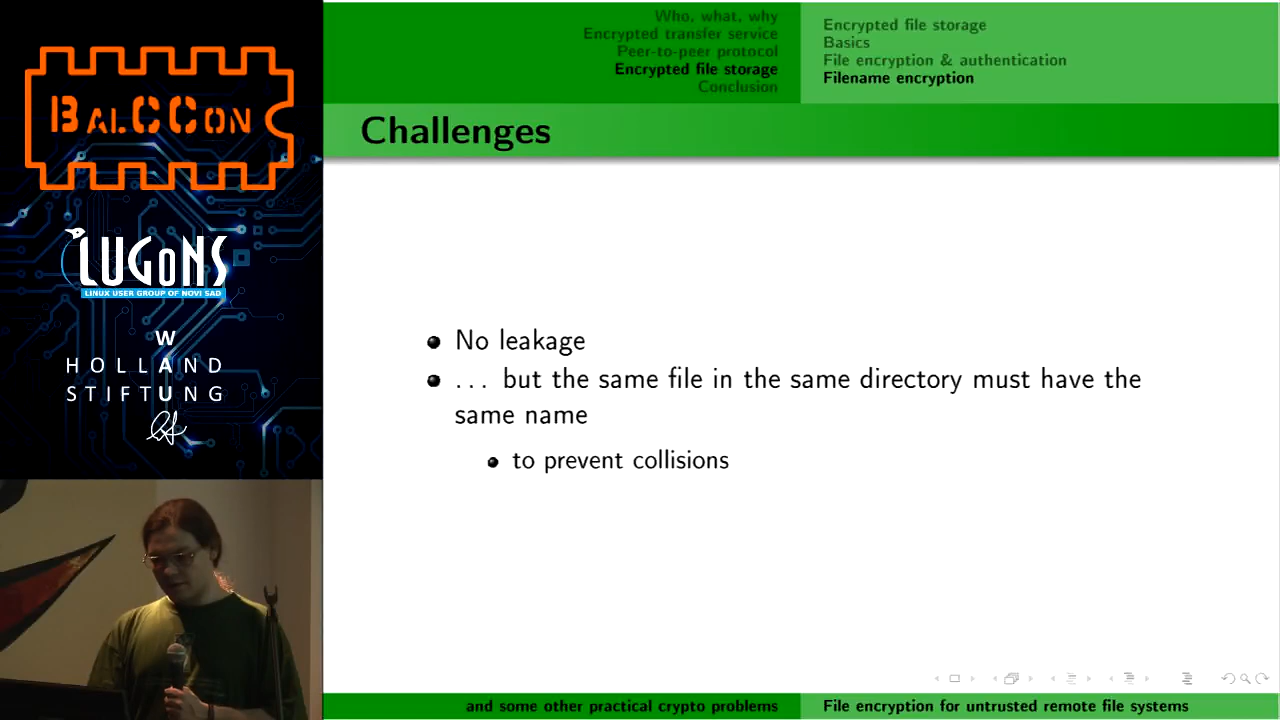 BALCCON
LUGONS
LINUX USER GROUP OF NOVI SAD
W
HOLLAND
A
STIFTUNG
Who, what, why
Encrypted transfer service
Peer-to-peer protocol
Encrypted file storage
Conclusion
Encrypted file storage
Basics
File encryption & authentication
Filename encryption
Challenges
No leakage
... but the same file in the same directory must have the
same name
to prevent collisions
and some other practical crypto problems
File encryption for untrusted remote file systems